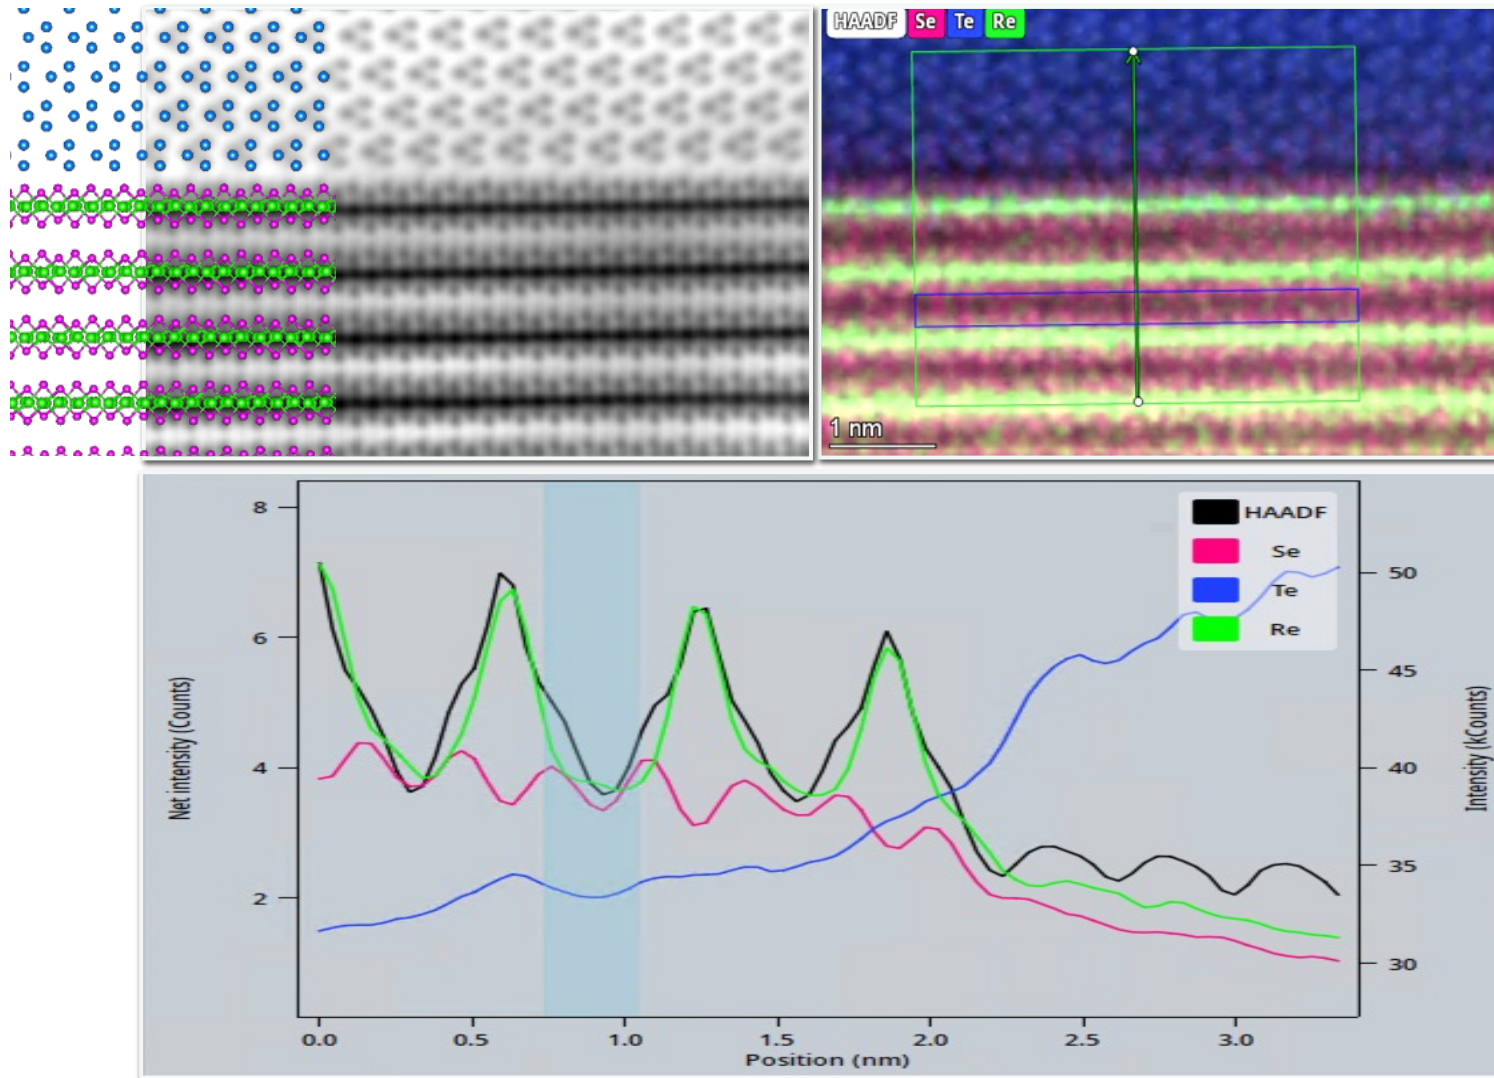 HAADF Se Te Re
1 nm
8
6
4
2
Net intensity (Counts)
HAADF
Se
Te
Re
50
45
40
35
30
Intensity (kCounts)
0.0 0.5 1.0 1.5 2.0 2.5 3.0
Position (nm)